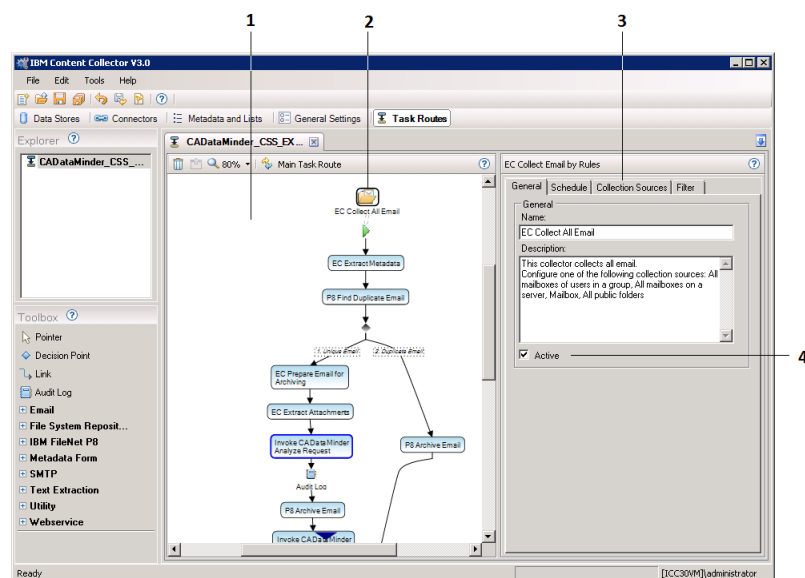 1 2 3
IBM Content Collector V3.0
File Edit Tools Help
Data Stores Connectors Metadata and Lists General Settings Task Routes
Explorer
CADataMinder_CSS_...
CADataMinder_CSS_EX ...
80% Main Task Route
EC Collect All Email
EC Extract Metadata
P8 Find Duplicate Email
1. Unique Email 2. Duplicate Email
EC Prepare Email for
Archiving
EC Extract Attachments
Invoke CADataMinder
Analyze Request
P8 Archive Email
Audit Log
P8 Archive Email
Invoke CADataMinder
EC Collect Email by Rules
General Schedule Collection Sources Filter
General
Name:
EC Collect All Email
Description:
This collector collects all email.
Configure one of the following collection sources: All
mailboxes of users in a group, All mailboxes on a
server, Mailbox, All public folders
Active
4
Toolbox
Pointer
Decision Point
Link
Audit Log
Email
File System Reposit...
IBM FileNet P8
Metadata Form
SMTP
Text Extraction
Utility
Webservice
Ready
[ICC30VM]\administrator